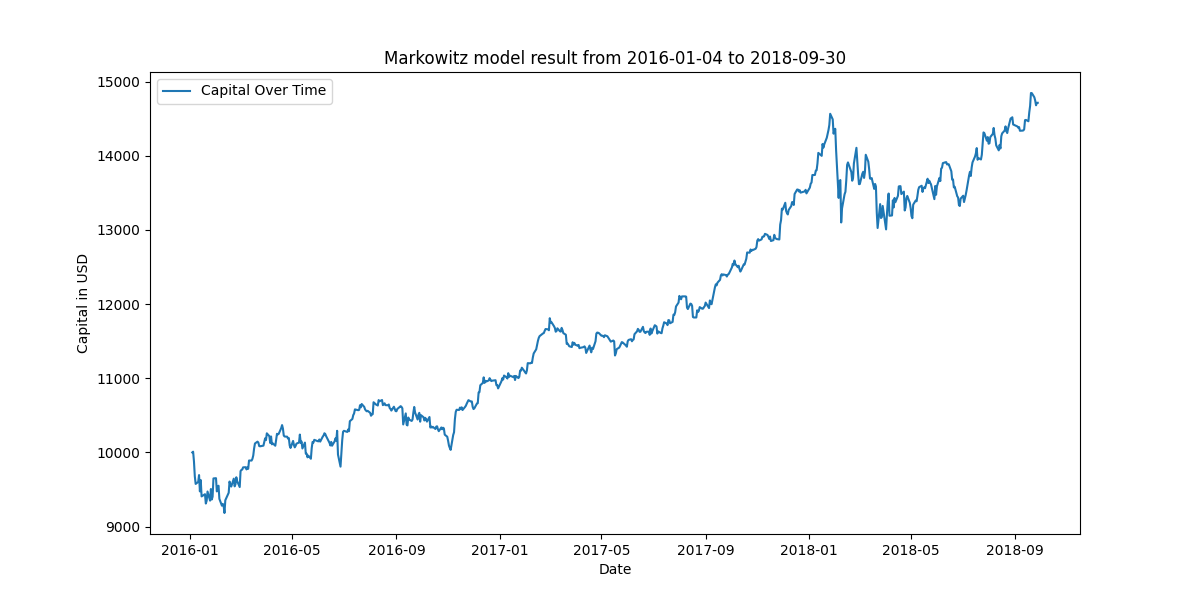 Markowitz model result from 2016-01-04 to 2018-09-30
Capital Over Time
15000
14000
13000
12000
11000
10000
9000
Capital in USD
2016-01 2016-05 2016-09 2017-01 2017-05 2017-09 2018-01 2018-05 2018-09
Date